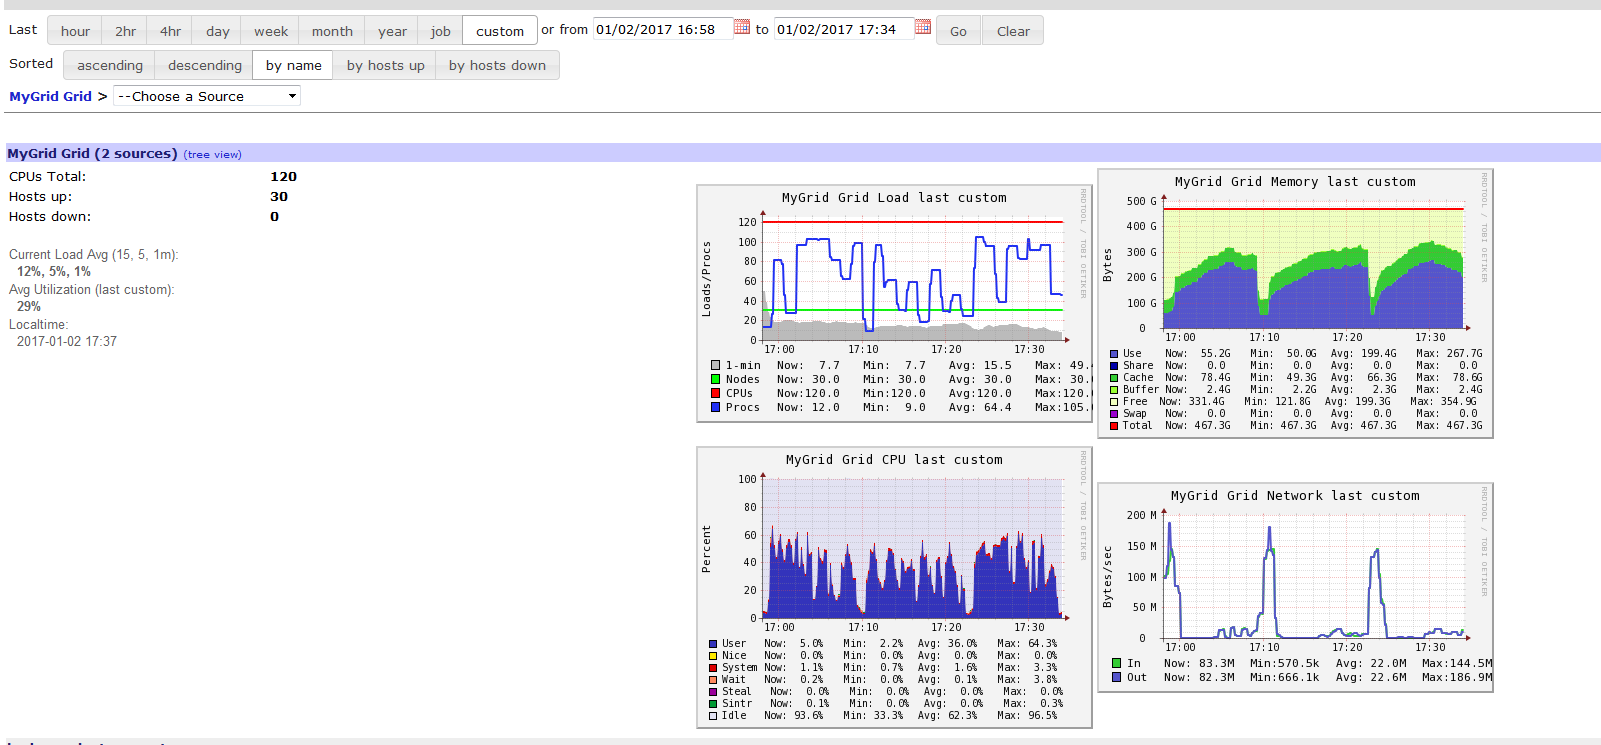 Last hour 2hr 4hr day week month year job custom or from 01/02/2017 16:58 to 01/02/2017 17:34 Go Clear
Sorted ascending descending by name by hosts up by hosts down
MyGrid Grid > --Choose a Source
MyGrid Grid (2 sources) (tree view)
CPUs Total: 120
Hosts up: 30
Hosts down: 0
Current Load Avg (15, 5, 1m):
12%, 5%, 1%
Avg Utilization (last custom):
29%
Localtime:
2017-01-02 17:37
MyGrid Grid Load last custom
RRDTOOL / TOBI OETIKER
Loads/Procs
120
100
80
60
40
20
0
17:00 17:10 17:20 17:30
1-min Now: 7.7 Min: 7.7 Avg: 15.5 Max: 49.
Nodes Now: 30.0 Min: 30.0 Avg: 30.0 Max: 30.
CPUs Now:120.0 Min:120.0 Avg:120.0 Max:120.
Procs Now: 12.0 Min: 9.0 Avg: 64.4 Max:105.
MyGrid Grid Memory last custom
RRDTOOL / TOBI OETIKER
Bytes
500 G
400 G
300 G
200 G
100 G
0
17:00 17:10 17:20 17:30
Use Now: 55.2G Min: 50.0G Avg: 199.4G Max: 267.7G
Share Now: 0.0 Min: 0.0 Avg: 0.0 Max: 0.0
Cache Now: 78.4G Min: 49.3G Avg: 66.3G Max: 78.6G
Buffer Now: 2.4G Min: 2.2G Avg: 2.3G Max: 2.4G
Free Now: 331.4G Min: 121.8G Avg: 199.3G Max: 354.9G
Swap Now: 0.0 Min: 0.0 Avg: 0.0 Max: 0.0
Total Now: 467.3G Min: 467.3G Avg: 467.3G Max: 467.3G
MyGrid Grid CPU last custom
RRDTOOL / TOBI OETIKER
Percent
100
80
60
40
20
0
17:00 17:10 17:20 17:30
User Now: 5.0% Min: 2.2% Avg: 36.0% Max: 64.3%
Nice Now: 0.0% Min: 0.0% Avg: 0.0% Max: 0.0%
System Now: 1.1% Min: 0.7% Avg: 1.6% Max: 3.3%
Wait Now: 0.2% Min: 0.0% Avg: 0.1% Max: 3.8%
Steal Now: 0.0% Min: 0.0% Avg: 0.0% Max: 0.0%
Sintr Now: 0.1% Min: 0.0% Avg: 0.0% Max: 0.3%
Idle Now: 93.6% Min: 33.3% Avg: 62.3% Max: 96.5%
MyGrid Grid Network last custom
RRDTOOL / TOBI OETIKER
Bytes/sec
200 M
150 M
100 M
50 M
0
17:00 17:10 17:20 17:30
In Now: 83.3M Min:570.5k Avg: 22.0M Max:144.5M
Out Now: 82.3M Min:666.1k Avg: 22.6M Max:186.9M